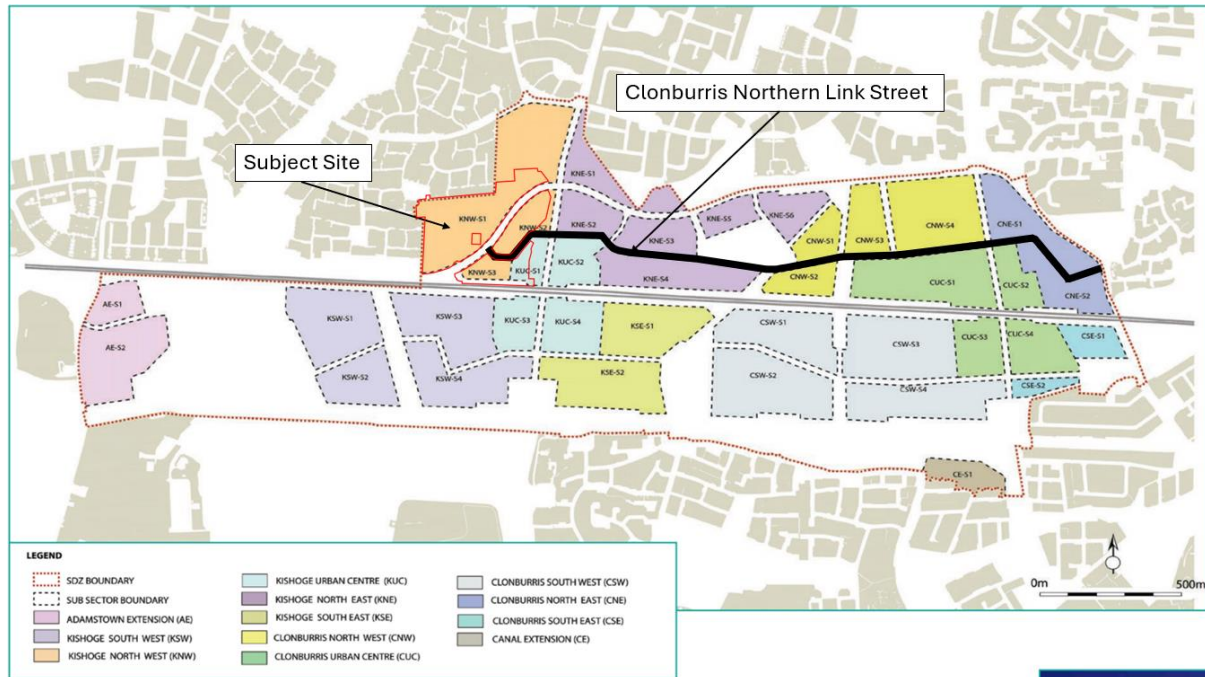 Clonburris Northern Link Street
Subject Site
KNE-S1
KNW-S1
KNW-S2
KNE-S2
KNE-S5
KNE-S6
KNE-S3
CNW-S1
CNW-S3
CNW-S4
CNE-S1
KNW-S3
KUC-S1
KUC-S2
KNE-S4
CNW-S2
CUC-S1
CUC-S2
CNE-S2
AE-S1
AE-S2
KSW-S1
KSW-S3
KUC-S3
KUC-S4
KSE-S1
CSW-S1
CSW-S3
CUC-S3
CUC-S4
CSE-S1
KSW-S2
KSW-S4
KSE-S2
CSW-S2
CSW-S4
CSE-S2
CE-S1
0m 500m
LEGEND
SDZ BOUNDARY
SUB SECTOR BOUNDARY
ADAMSTOWN EXTENSION (AE)
KISHOGE SOUTH WEST (KSW)
KISHOGE NORTH WEST (KNW)
KISHOGE URBAN CENTRE (KUC)
KISHOGE NORTH EAST (KNE)
KISHOGE SOUTH EAST (KSE)
CLONBURRIS NORTH WEST (CNW)
CLONBURRIS URBAN CENTRE (CUC)
CLONBURRIS SOUTH WEST (CSW)
CLONBURRIS NORTH EAST (CNE)
CLONBURRIS SOUTH EAST (CSE)
CANAL EXTENSION (CE)